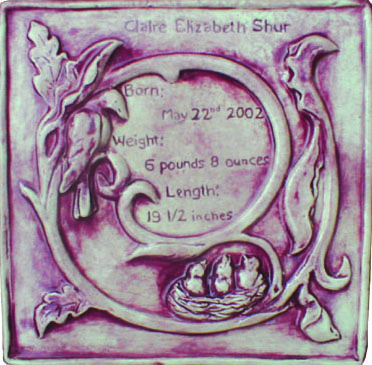 Claire Elizabeth Shur
Born:
May 22nd 2002
Weight:
6 pounds 8 ounces
Length:
19 1/2 inches